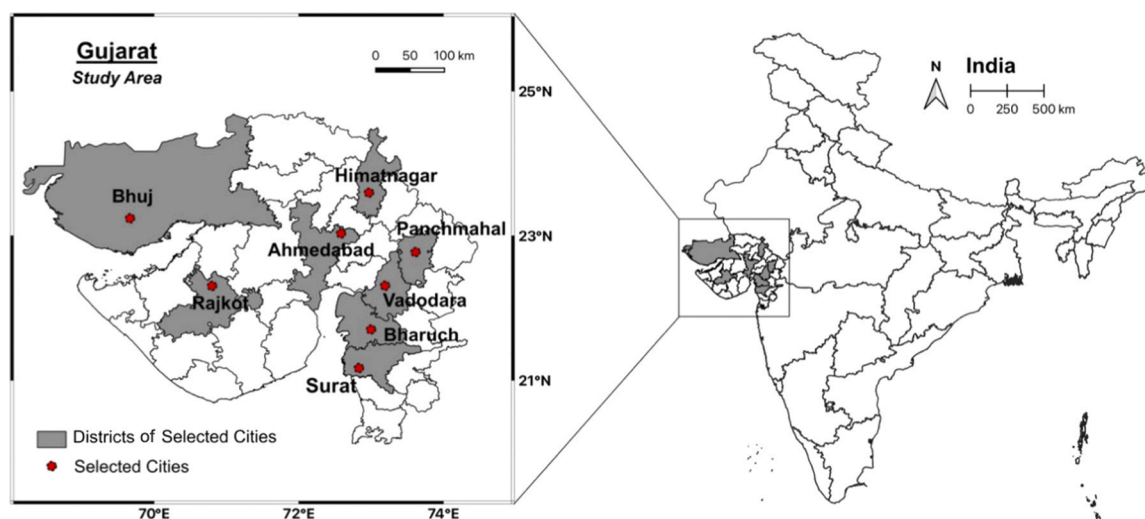 Gujarat
Study Area
0 50 100 km
25°N
N
India
0 250 500 km
Himatnagar
Bhuj
Panchmahal
23°N
Ahmedabad
Vadodara
Rajkot
Bharuch
21°N
Surat
Districts of Selected Cities
Selected Cities
70°E 72°E 74°E